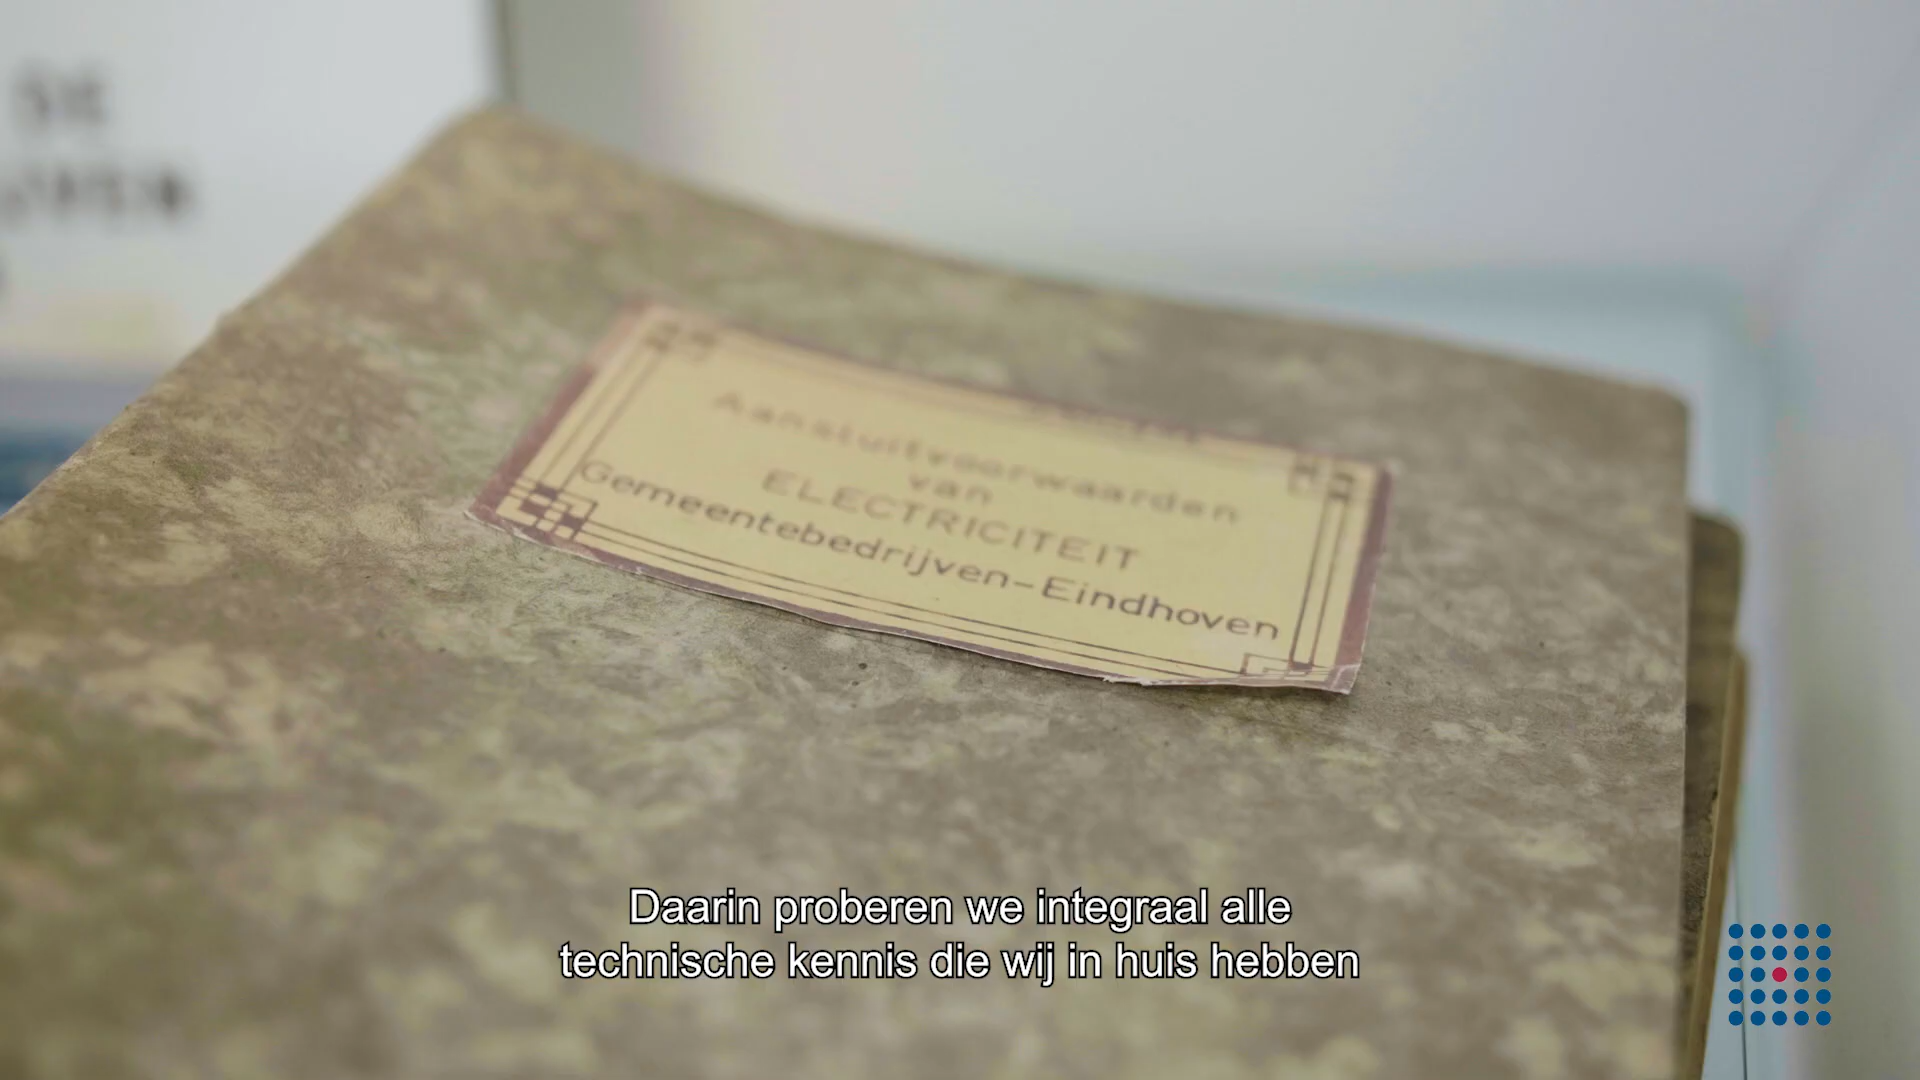 Aansluitvoorwaarden
van
ELECTRICITEIT
Gemeentebedrijven-Eindhoven
Daarin proberen we integraal alle
technische kennis die wij in huis hebben